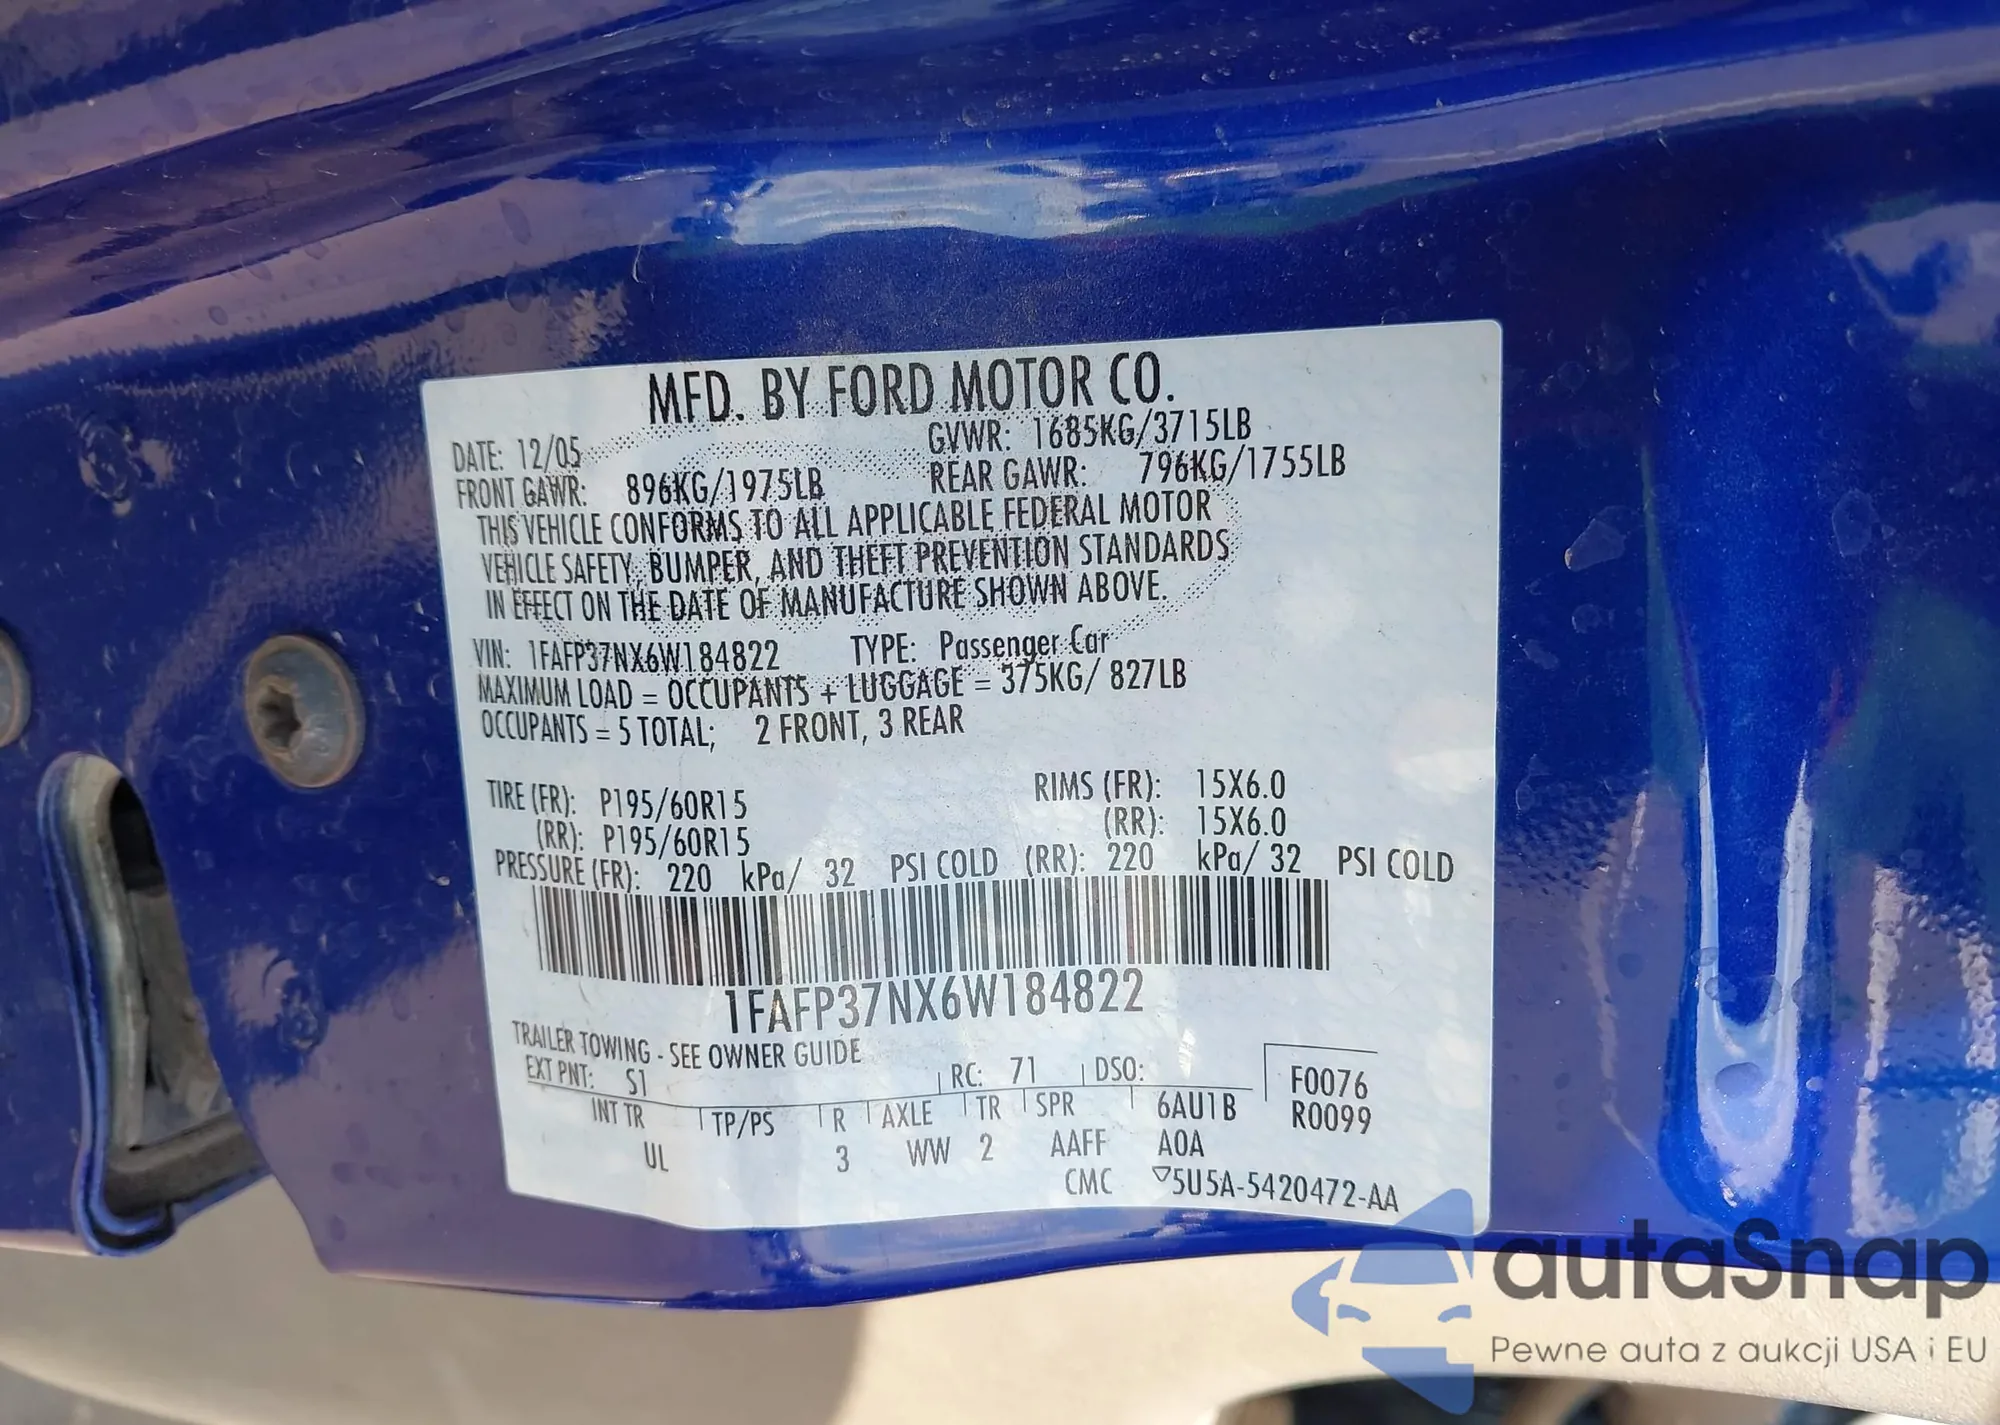 MFD. BY FORD MOTOR CO.
DATE: 12/05 GVWR: 1685KG/3715LB
FRONT GAWR: 896KG/1975LB REAR GAWR: 796KG/1755LB
THIS VEHICLE CONFORMS TO ALL APPLICABLE FEDERAL MOTOR
VEHICLE SAFETY, BUMPER, AND THEFT PREVENTION STANDARDS
IN EFFECT ON THE DATE OF MANUFACTURE SHOWN ABOVE.
VIN: 1FAFP37NX6W184822 TYPE: Passenger Car
MAXIMUM LOAD = OCCUPANTS + LUGGAGE = 375KG/ 827LB
OCCUPANTS = 5 TOTAL; 2 FRONT, 3 REAR
TIRE (FR): P195/60R15 RIMS (FR): 15X6.0
(RR): P195/60R15 (RR): 15X6.0
PRESSURE (FR): 220 kPa/ 32 PSI COLD (RR): 220 kPa/ 32 PSI COLD
1FAFP37NX6W184822
TRAILER TOWING - SEE OWNER GUIDE
EXT PNT: S1 RC: 71 DSO: F0076
INT TR TP/PS R AXLE TR SPR 6AU1B R0099
UL 3 WW 2 AAFF A0A
CMC ▽5U5A-5420472-AA
autaSnap
Pewne auta z aukcji USA i EU